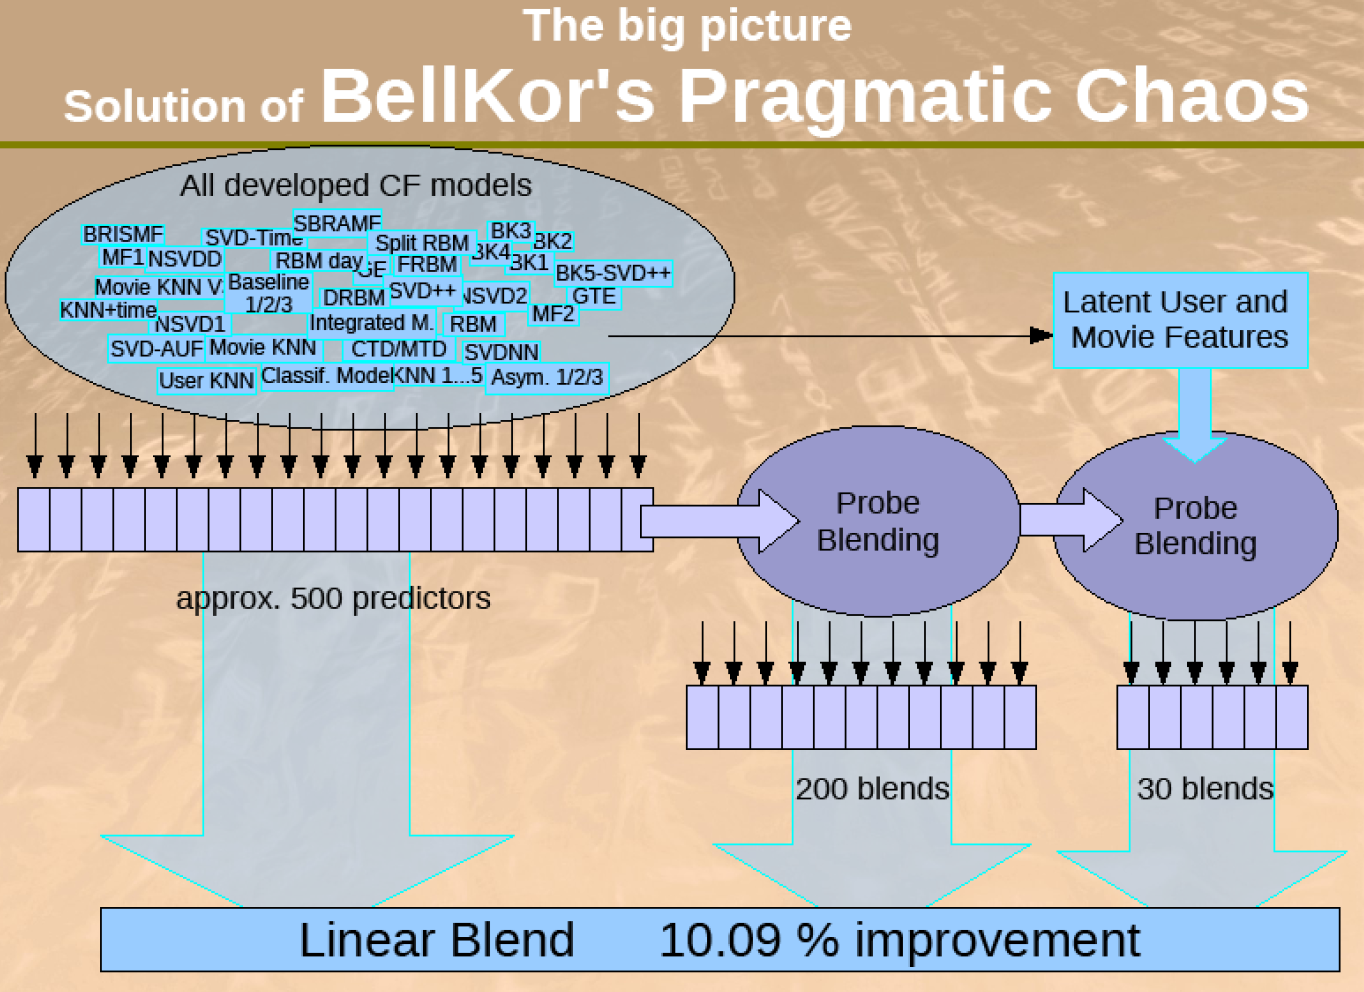 The big picture
Solution of BellKor's Pragmatic Chaos
All developed CF models
SBRAMF
BRISMF
SVD-Time
BK3
Split RBM
BK2
MF1
NSVDD
RBM day
FRBM
BK4
BK1
BK5-SVD++
Movie KNN V
Baseline
1/2/3
DRBM
SVD++
NSVD2
GTE
KNN+time
NSVD1
Integrated M.
RBM
MF2
SVD-AUF
Movie KNN
CTD/MTD
SVDNN
User KNN
Classif. Model
KNN 1...5
Asym. 1/2/3
Latent User and
Movie Features
Probe
Blending
Probe
Blending
approx. 500 predictors
200 blends
30 blends
Linear Blend 10.09 % improvement